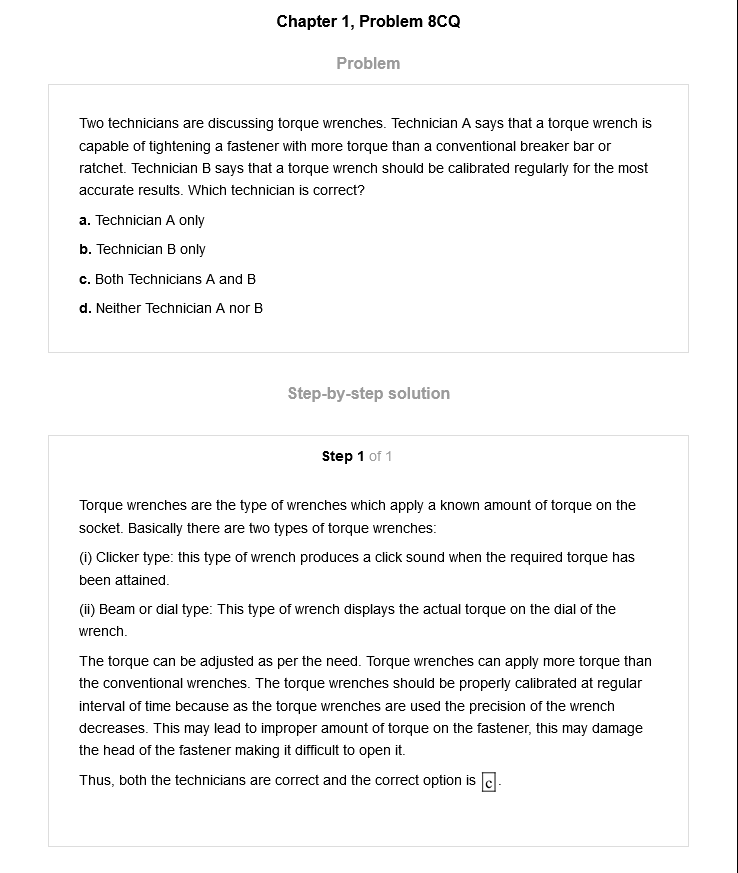 Chapter 1, Problem 8CQ
Problem
Two technicians are discussing torque wrenches. Technician A says that a torque wrench is
capable of tightening a fastener with more torque than a conventional breaker bar or
ratchet. Technician B says that a torque wrench should be calibrated regularly for the most
accurate results. Which technician is correct?
a. Technician A only
b. Technician B only
c. Both Technicians A and B
d. Neither Technician A nor B
Step-by-step solution
Step 1 of 1
Torque wrenches are the type of wrenches which apply a known amount of torque on the
socket. Basically there are two types of torque wrenches:
(i) Clicker type: this type of wrench produces a click sound when the required torque has
been attained.
(ii) Beam or dial type: This type of wrench displays the actual torque on the dial of the
wrench.
The torque can be adjusted as per the need. Torque wrenches can apply more torque than
the conventional wrenches. The torque wrenches should be properly calibrated at regular
interval of time because as the torque wrenches are used the precision of the wrench
decreases. This may lead to improper amount of torque on the fastener, this may damage
the head of the fastener making it difficult to open it.
Thus, both the technicians are correct and the correct option is c.